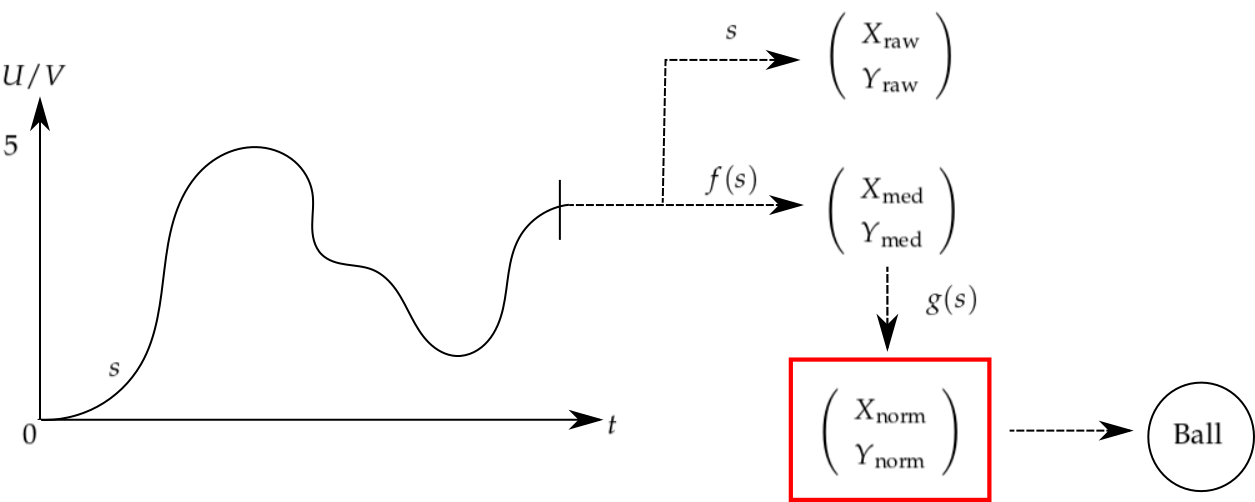 U/V
5
s
0
t
s
X_raw
Y_raw
f(s)
X_med
Y_med
g(s)
X_norm
Y_norm
Ball